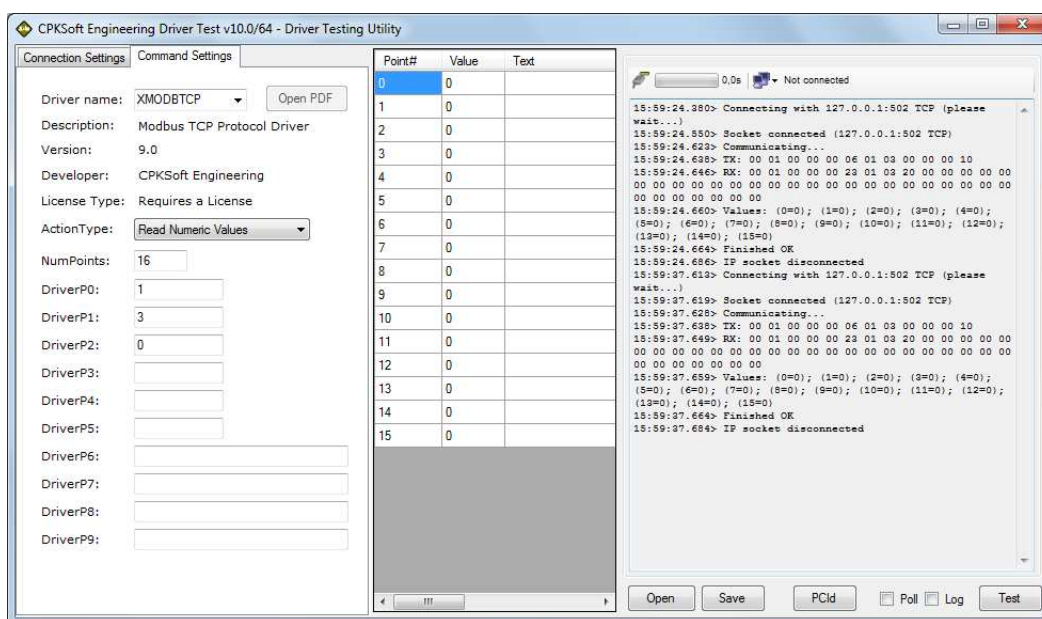 CPKSoft Engineering Driver Test v10.0/64 - Driver Testing Utility
Connection Settings
Command Settings
Driver name:
XMODBTCP
Open PDF
Description:
Modbus TCP Protocol Driver
Version:
9.0
Developer:
CPKSoft Engineering
License Type:
Requires a License
ActionType:
Read Numeric Values
NumPoints:
16
DriverP0:
1
DriverP1:
3
DriverP2:
0
DriverP3:
DriverP4:
DriverP5:
DriverP6:
DriverP7:
DriverP8:
DriverP9:
Point# Value Text
0 0
1 0
2 0
3 0
4 0
5 0
6 0
7 0
8 0
9 0
10 0
11 0
12 0
13 0
14 0
15 0
0,0s
Not connected
15:59:24.380> Connecting with 127.0.0.1:502 TCP (please
wait...)
15:59:24.550> Socket connected (127.0.0.1:502 TCP)
15:59:24.623> Communicating...
15:59:24.638> TX: 00 01 00 00 00 06 01 03 00 00 00 10
15:59:24.646> RX: 00 01 00 00 00 23 01 03 20 00 00 00 00 00
00 00 00 00 00 00 00 00 00 00 00 00 00 00 00 00 00 00 00 00
00 00 00 00 00 00 00
15:59:24.660> Values: (0=0); (1=0); (2=0); (3=0); (4=0);
(5=0); (6=0); (7=0); (8=0); (9=0); (10=0); (11=0); (12=0);
(13=0); (14=0); (15=0)
15:59:24.664> Finished OK
15:59:24.686> IP socket disconnected
15:59:37.613> Connecting with 127.0.0.1:502 TCP (please
wait...)
15:59:37.619> Socket connected (127.0.0.1:502 TCP)
15:59:37.628> Communicating...
15:59:37.638> TX: 00 01 00 00 00 06 01 03 00 00 00 10
15:59:37.649> RX: 00 01 00 00 00 23 01 03 20 00 00 00 00 00
00 00 00 00 00 00 00 00 00 00 00 00 00 00 00 00 00 00 00 00
00 00 00 00 00 00 00
15:59:37.659> Values: (0=0); (1=0); (2=0); (3=0); (4=0);
(5=0); (6=0); (7=0); (8=0); (9=0); (10=0); (11=0); (12=0);
(13=0); (14=0); (15=0)
15:59:37.664> Finished OK
15:59:37.684> IP socket disconnected
Open
Save
PCId
Poll
Log
Test